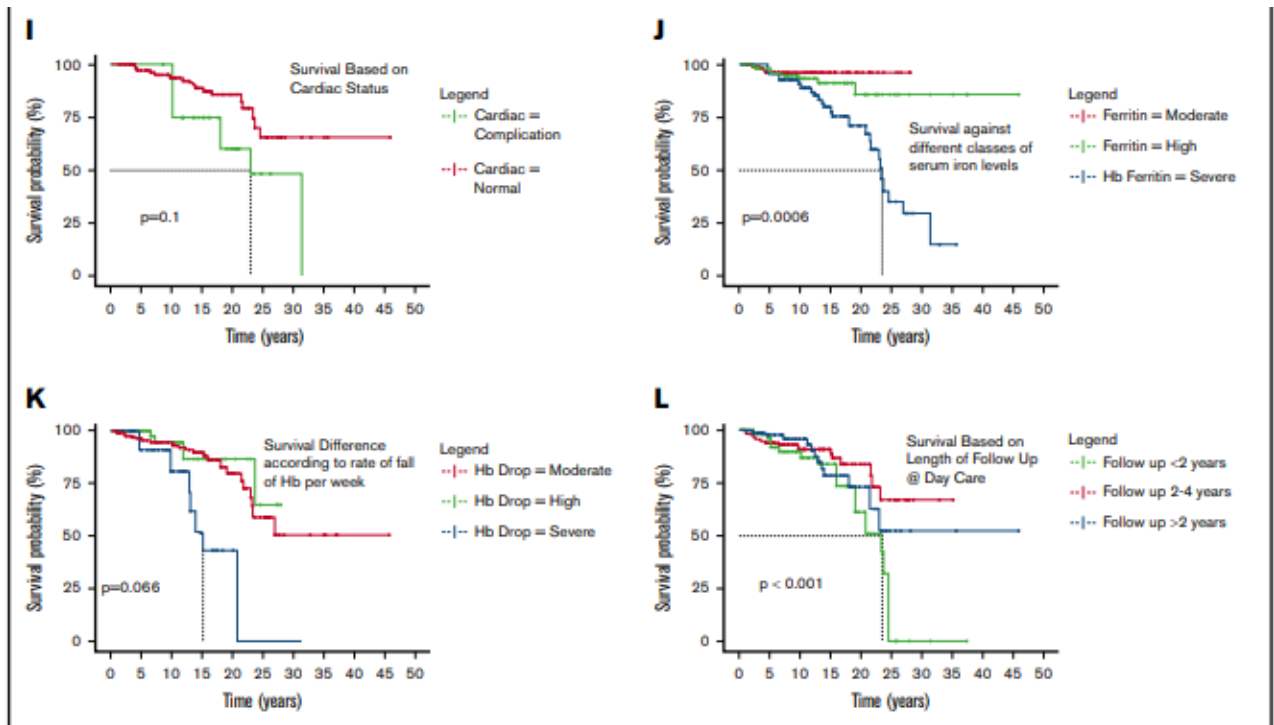 I
Survival probability (%)
100
75
50
25
0
Survival Based on
Cardiac Status
p=0.1
0 5 10 15 20 25 30 35 40 45 50
Time (years)
Legend
Cardiac =
Complication
Cardiac =
Normal
J
Survival probability (%)
100
75
50
25
0
Survival against
different classes of
serum iron levels
p=0.0006
0 5 10 15 20 25 30 35 40 45 50
Time (years)
Legend
Ferritin = Moderate
Ferritin = High
Hb Ferritin = Severe
K
Survival probability (%)
100
75
50
25
0
Survival Difference
according to rate of fall
of Hb per week
p=0.066
0 5 10 15 20 25 30 35 40 45 50
Time (years)
Legend
Hb Drop = Moderate
Hb Drop = High
Hb Drop = Severe
L
Survival probability (%)
100
75
50
25
0
Survival Based on
Length of Follow Up
@ Day Care
p < 0.001
0 5 10 15 20 25 30 35 40 45 50
Time (years)
Legend
Follow up <2 years
Follow up 2-4 years
Follow up >2 years